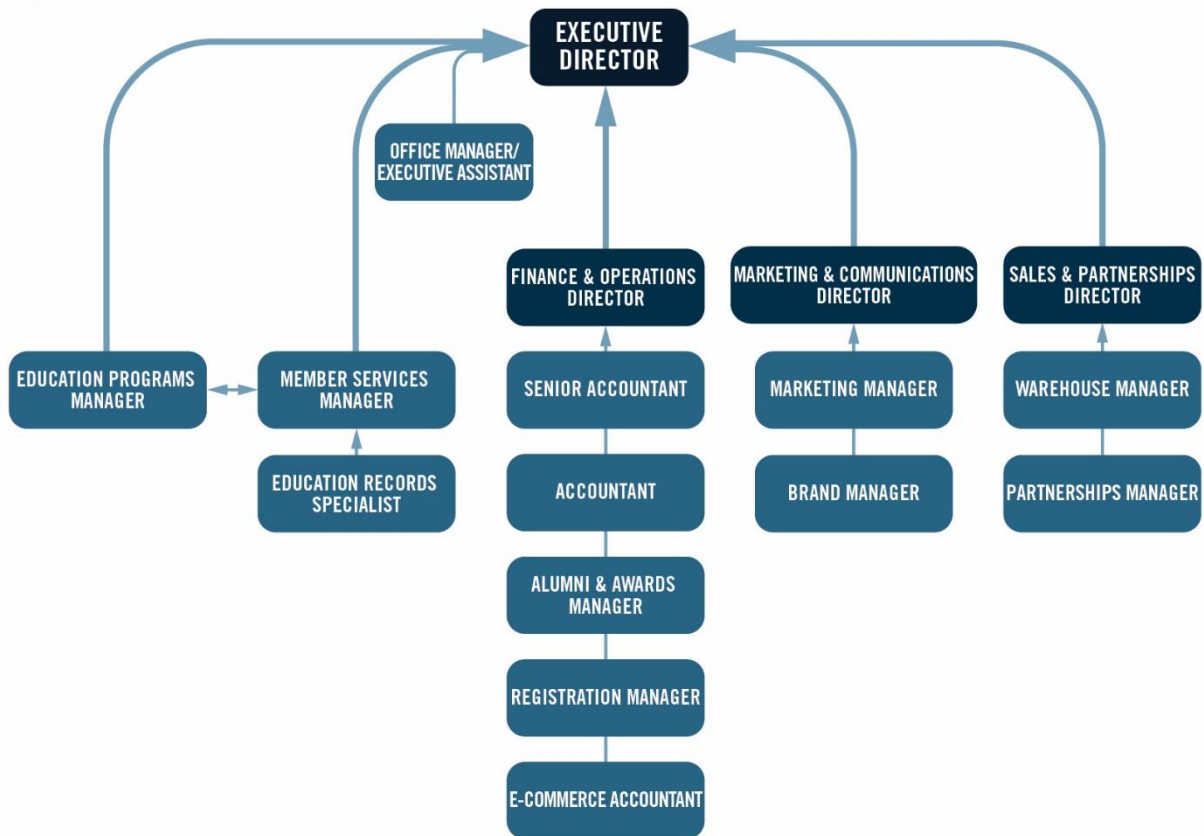 EXECUTIVE
DIRECTOR
OFFICE MANAGER/
EXECUTIVE ASSISTANT
FINANCE & OPERATIONS
DIRECTOR
MARKETING & COMMUNICATIONS
DIRECTOR
SALES & PARTNERSHIPS
DIRECTOR
EDUCATION PROGRAMS
MANAGER
MEMBER SERVICES
MANAGER
SENIOR ACCOUNTANT
MARKETING MANAGER
WAREHOUSE MANAGER
EDUCATION RECORDS
SPECIALIST
ACCOUNTANT
BRAND MANAGER
PARTNERSHIPS MANAGER
ALUMNI & AWARDS
MANAGER
REGISTRATION MANAGER
E-COMMERCE ACCOUNTANT